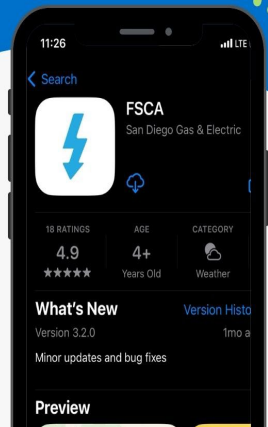 11:26 LTE
Search
FSCA
San Diego Gas & Electric
18 RATINGS AGE CATEGORY
4.9 4+
★★★★★ Years Old Weather
What's New Version Histo
Version 3.2.0 1mo a
Minor updates and bug fixes
Preview